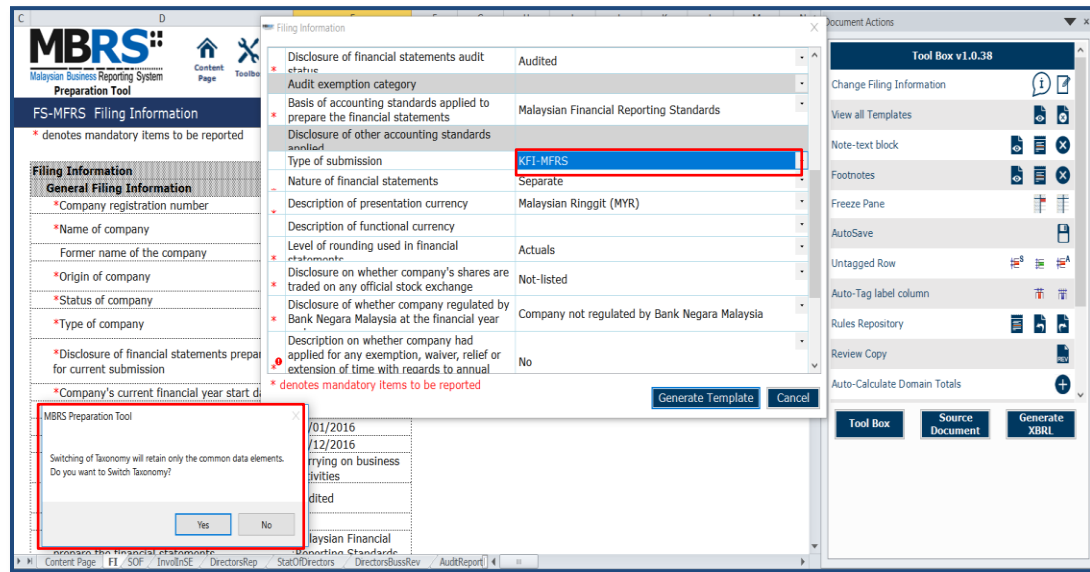 C
D
MBRS
Malaysian Business Reporting System
Preparation Tool
Content
Page
Toolbo
FS-MFRS Filing Information
* denotes mandatory items to be reported
Filing Information
General Filing Information
*Company registration number
*Name of company
Former name of the company
*Origin of company
*Status of company
*Type of company
*Disclosure of financial statements prepar
for current submission
*Company's current financial year start da
/01/2016
/12/2016
rrying on business
tivities
dited
laysian Financial
Reporting Standards
prepare the financial statements
Filing Information
X
* Disclosure of financial statements audit
status
Audited
Audit exemption category
* Basis of accounting standards applied to
prepare the financial statements
Malaysian Financial Reporting Standards
Disclosure of other accounting standards
applied
Type of submission
KFI-MFRS
Nature of financial statements
Separate
Description of presentation currency
Malaysian Ringgit (MYR)
Description of functional currency
* Level of rounding used in financial
statements
Actuals
* Disclosure on whether company's shares are
traded on any official stock exchange
Not-listed
* Disclosure of whether company regulated by
Bank Negara Malaysia at the financial year
Company not regulated by Bank Negara Malaysia
* Description on whether company had
applied for any exemption, waiver, relief or
extension of time with regards to annual
No
* denotes mandatory items to be reported
Generate Template
Cancel
MBRS Preparation Tool
X
Switching of Taxonomy will retain only the common data elements.
Do you want to Switch Taxonomy?
Yes
No
Content Page
FI
SOF
InvolInSE
DirectorsRep
StatOfDirectors
DirectorsBussRev
AuditReport
Document Actions
x
Tool Box v1.0.38
Change Filing Information
View all Templates
Note-text block
Footnotes
Freeze Pane
AutoSave
Untagged Row
S
A
Auto-Tag label column
Rules Repository
Review Copy
REV
Auto-Calculate Domain Totals
Tool Box
Source
Document
Generate
XBRL